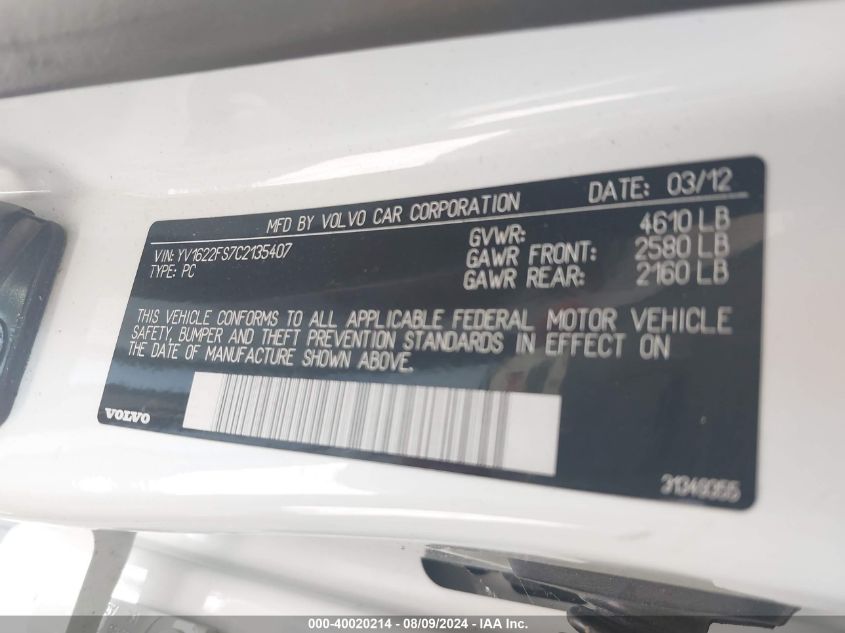 MFD BY VOLVO CAR CORPORATION DATE: 03/12
VIN: YV1622FS7C2135407 GVWR: 4610 LB
TYPE: PC GAWR FRONT: 2580 LB
GAWR REAR: 2160 LB
THIS VEHICLE CONFORMS TO ALL APPLICABLE FEDERAL MOTOR VEHICLE
SAFETY, BUMPER AND THEFT PREVENTION STANDARDS IN EFFECT ON
THE DATE OF MANUFACTURE SHOWN ABOVE.
VOLVO
31349355
000-40020214 - 08/09/2024 - IAA Inc.